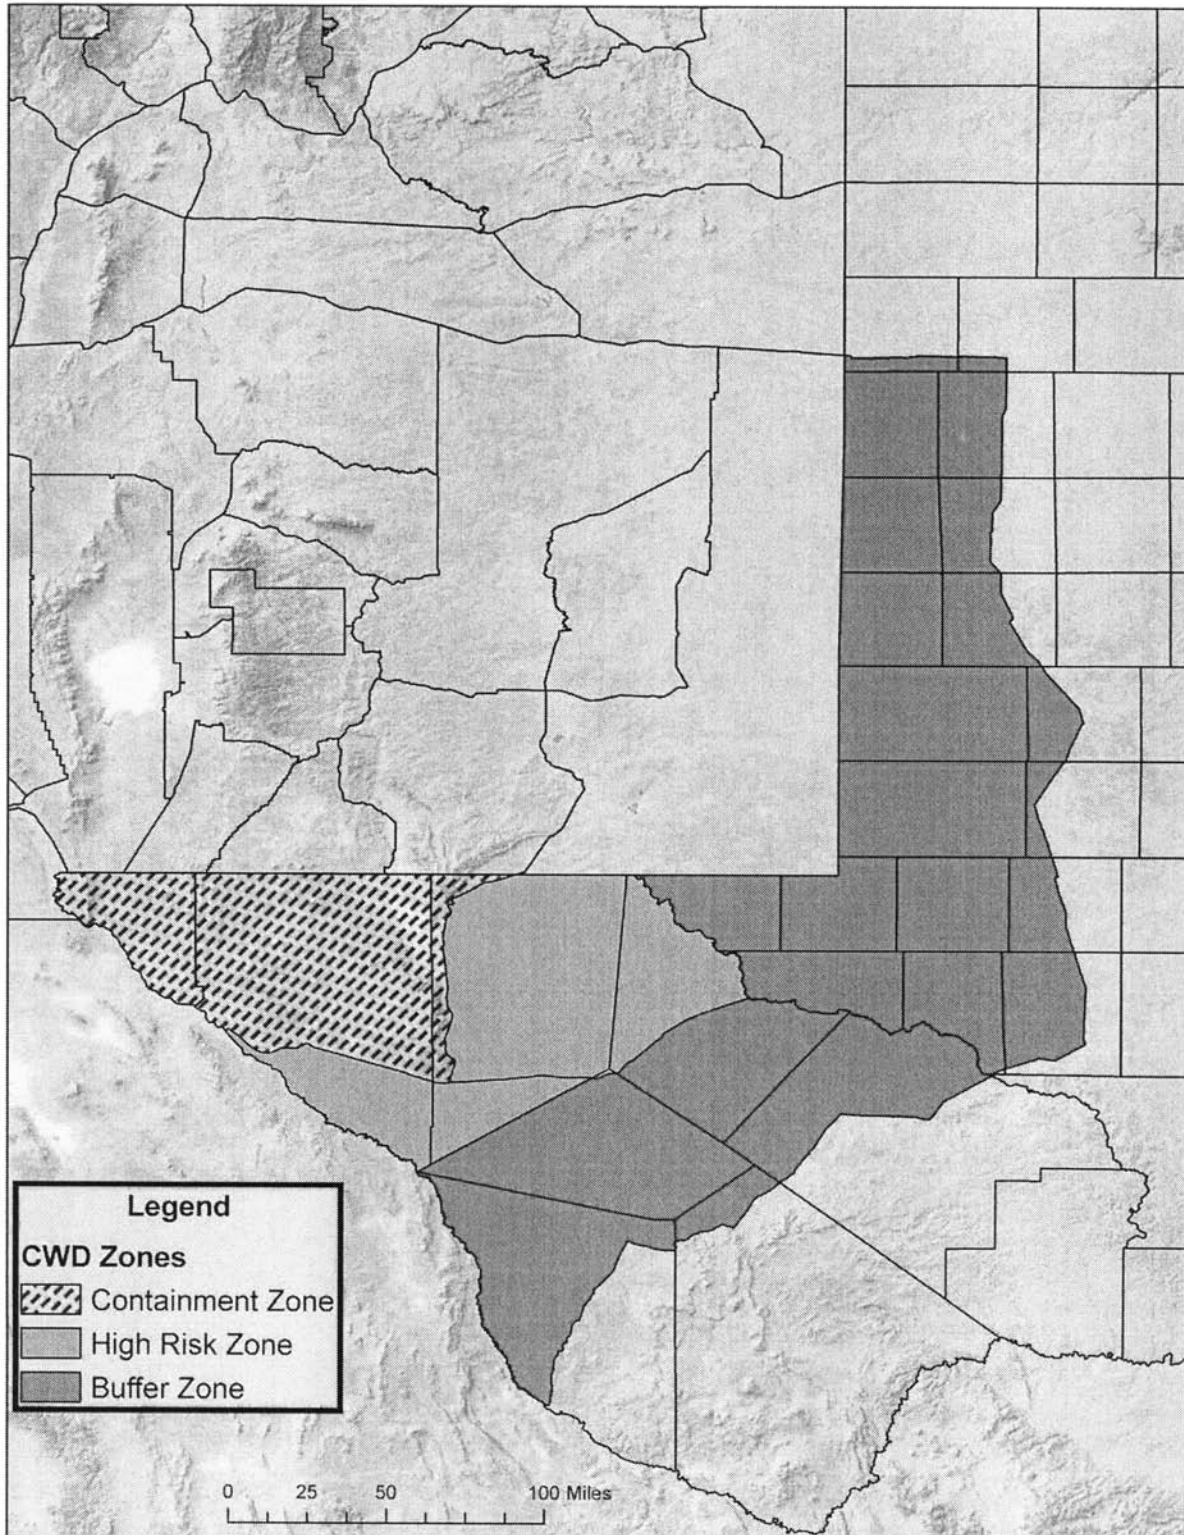 Legend
CWD Zones
Containment Zone
High Risk Zone
Buffer Zone
0 25 50 100 Miles